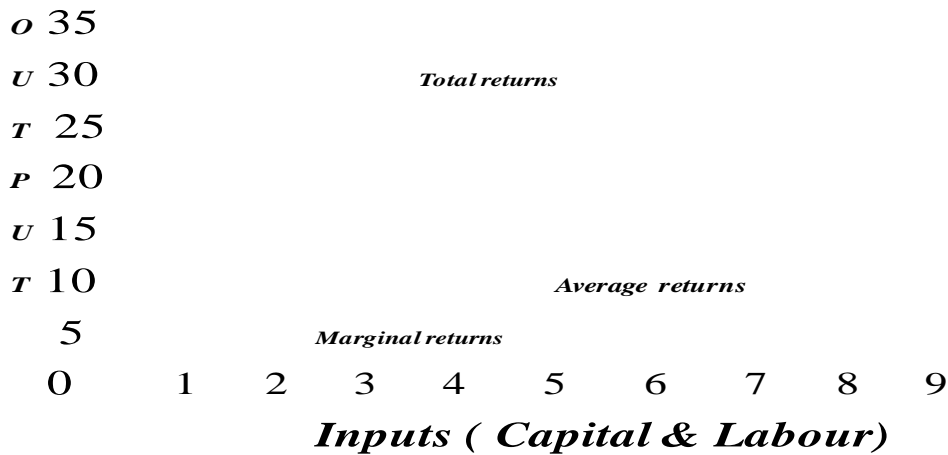 O 35
U 30 Total returns
T 25
P 20
U 15
T 10 Average returns
5 Marginal returns
0 1 2 3 4 5 6 7 8 9
Inputs ( Capital & Labour)